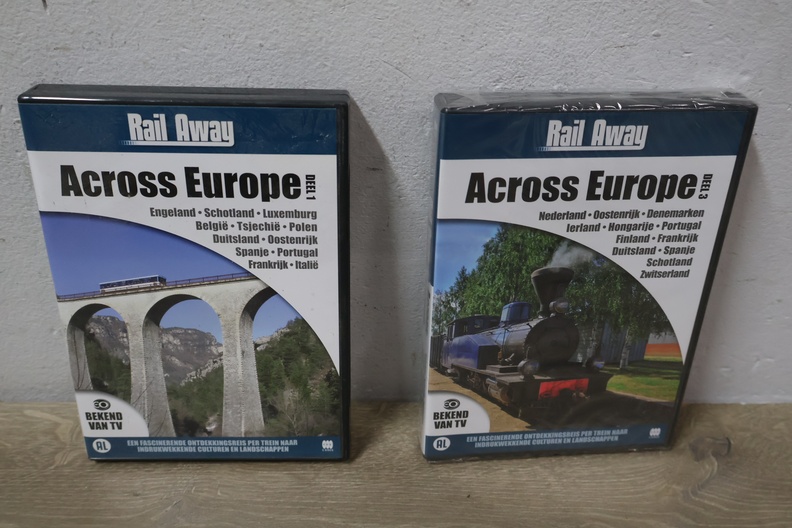 Rail Away
Across Europe DEEL 1
Engeland • Schotland • Luxemburg
België • Tsjechië • Polen
Duitsland • Oostenrijk
Spanje • Portugal
Frankrijk • Italië
BEKEND
VAN TV
AL
EEN FASCINERENDE ONTDEKKINGSREIS PER TREIN NAAR
INDRUKWEKKENDE CULTUREN EN LANDSCHAPPEN
Rail Away
Across Europe DEEL 3
Nederland • Oostenrijk • Denemarken
Ierland • Hongarije • Portugal
Finland • Frankrijk
Duitsland • Spanje
Schotland
Zwitserland
BEKEND
VAN TV
AL
EEN FASCINERENDE ONTDEKKINGSREIS PER TREIN NAAR
INDRUKWEKKENDE CULTUREN EN LANDSCHAPPEN